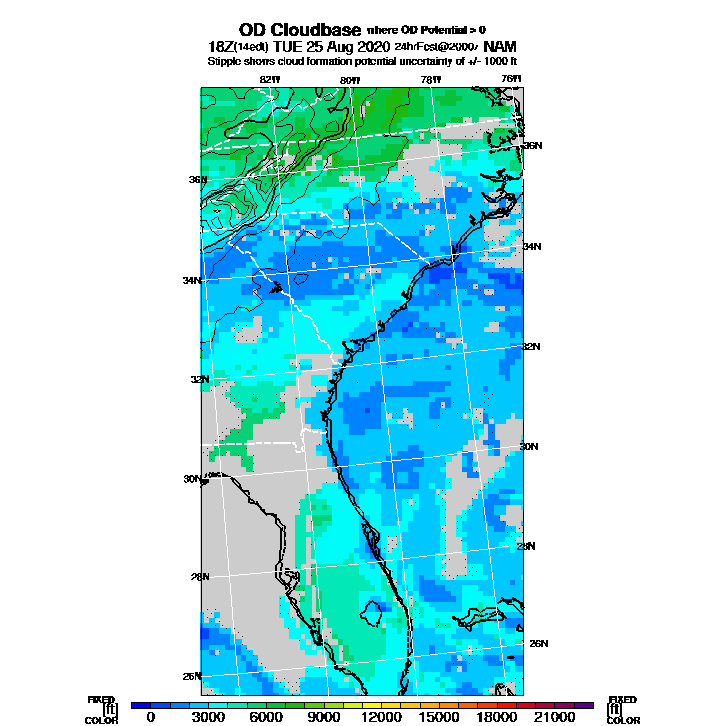 OD Cloudbase where OD Potential > 0
18Z(14edt) TUE 25 Aug 2020 24hrFcst@2000z NAM
Stipple shows cloud formation potential uncertainty of +/- 1000 ft
82W 80W 78W 76W
36N
36N
34N
34N
32N
32N
30N
30N
28N
28N
26N
26N
FIXED FIXED
[ft] [ft]
COLOR 0 3000 6000 9000 12000 15000 18000 21000 COLOR